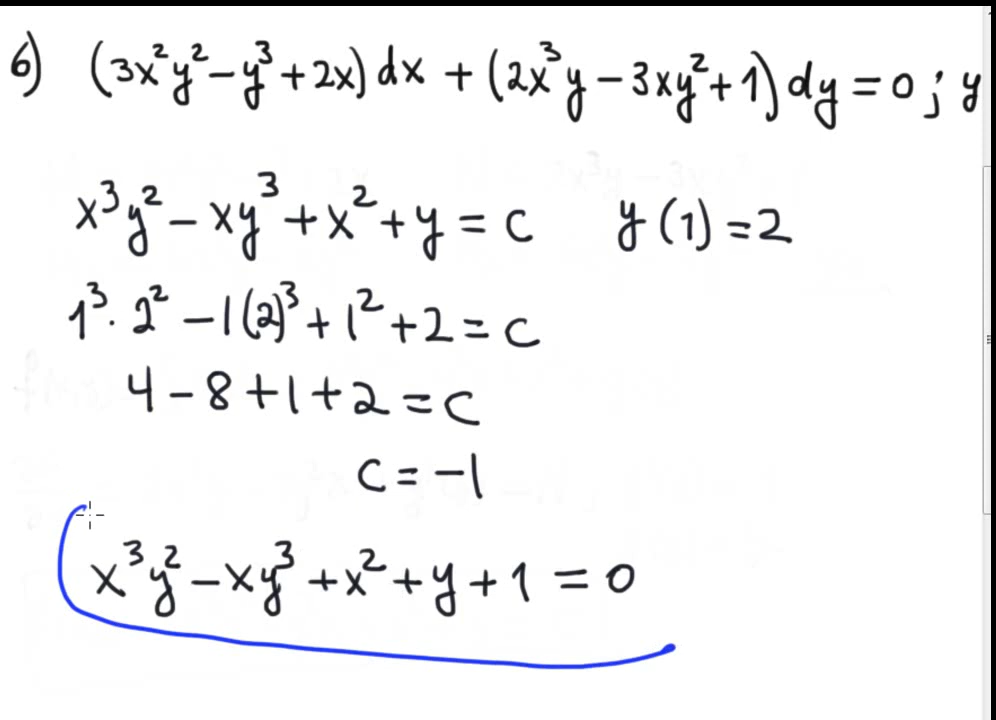 6) (3x²y² - y³ + 2x) dx + (2x³y - 3xy² + 1) dy = 0 ; y
x³y² - xy³ + x² + y = c y(1) = 2
1³ · 2² - 1(2)³ + 1² + 2 = c
4 - 8 + 1 + 2 = c
c = -1
x³y² - xy³ + x² + y + 1 = 0